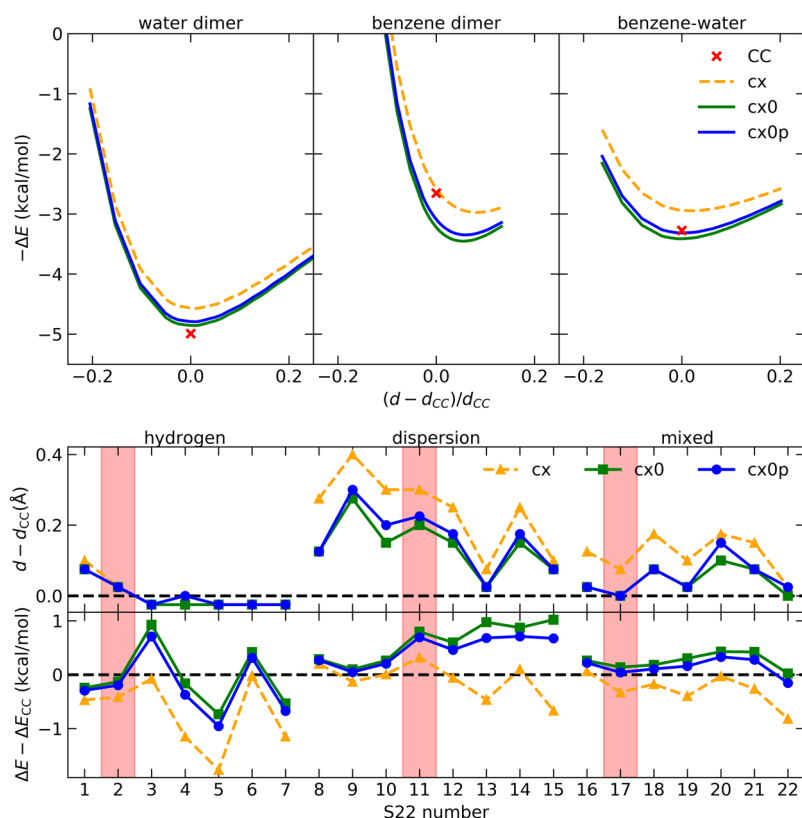 water dimer benzene dimer benzene-water
0
−1
−2
−3
−4
−5
−ΔE (kcal/mol)
CC
cx
cx0
cx0p
−0.2 0.0 0.2 −0.2 0.0 0.2 −0.2 0.0 0.2
(d − d_CC)/d_CC
hydrogen dispersion mixed
0.4
0.2
0.0
d − d_CC(Å)
cx cx0 cx0p
1
0
−1
ΔE − ΔE_CC (kcal/mol)
1 2 3 4 5 6 7 8 9 10 11 12 13 14 15 16 17 18 19 20 21 22
S22 number